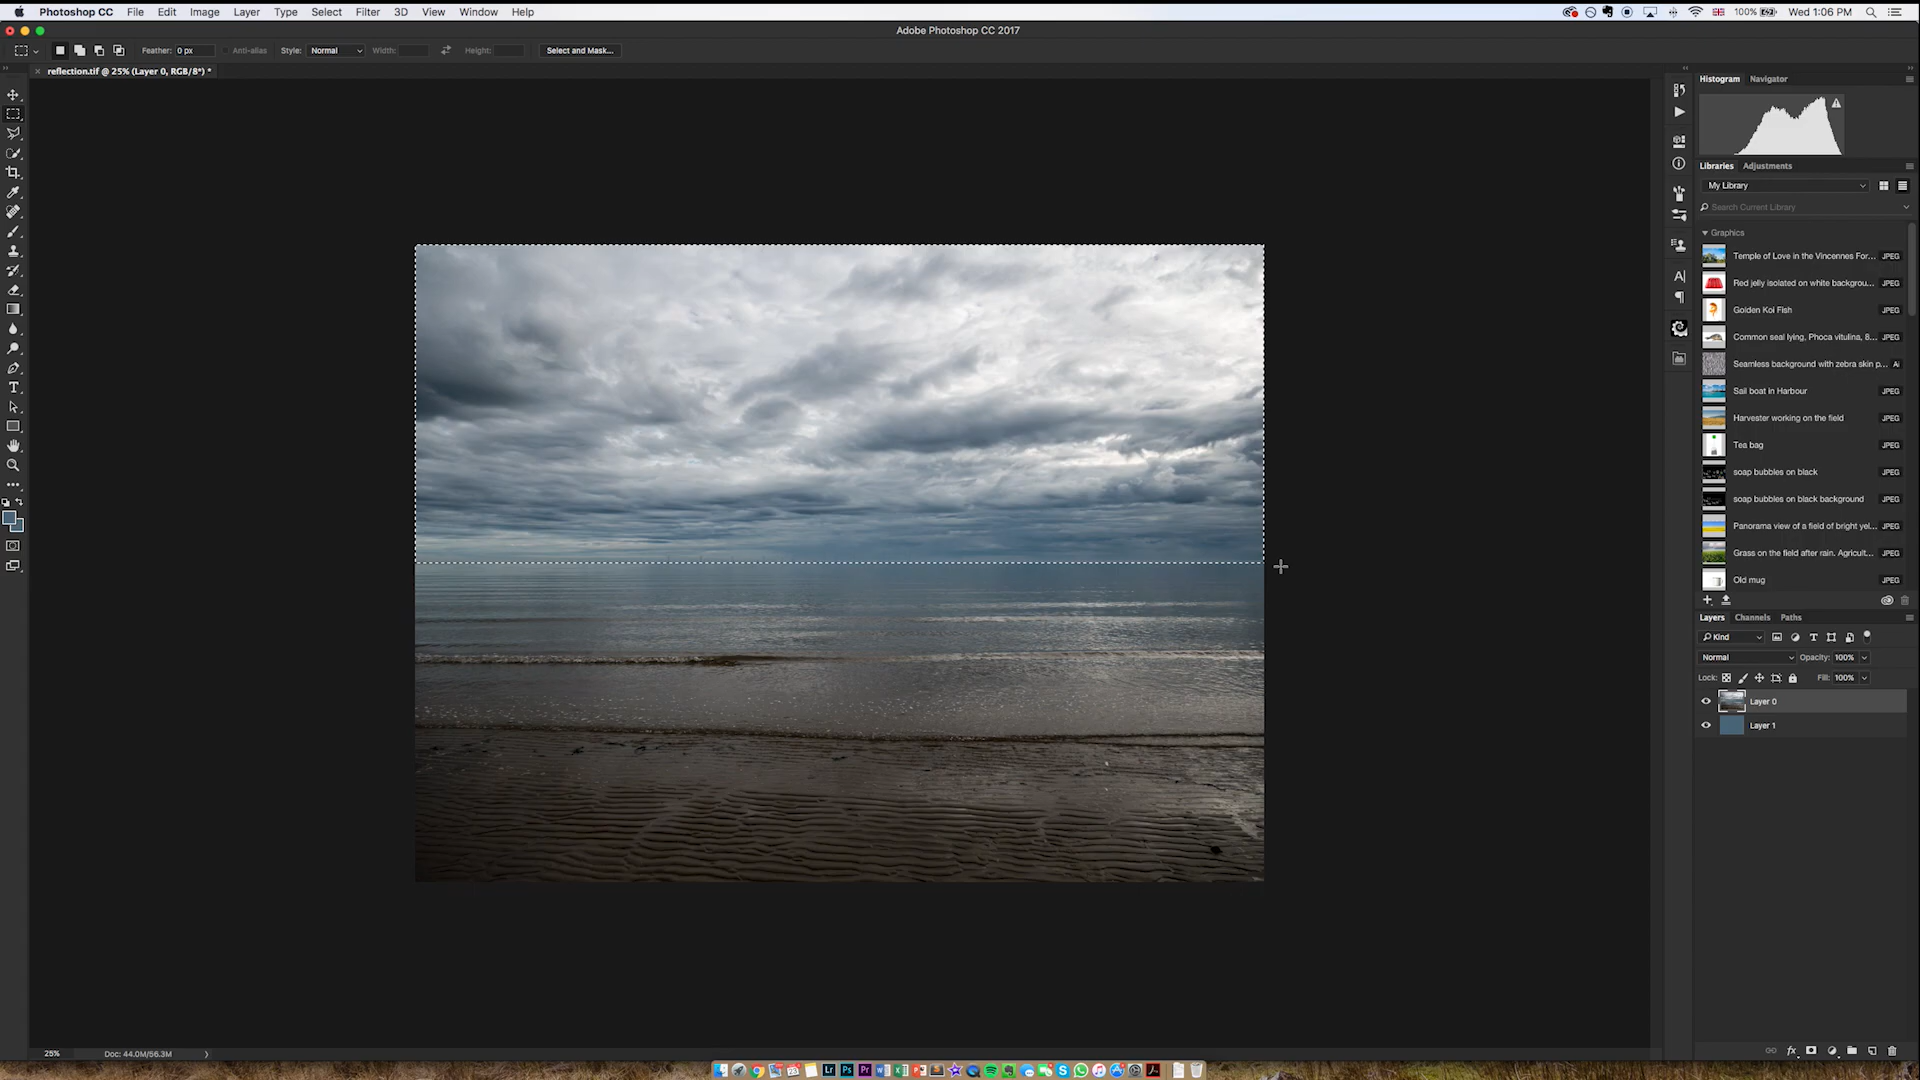 Photoshop CC File Edit Image Layer Type Select Filter 3D View Window Help 100% Wed 1:06 PM
Adobe Photoshop CC 2017
Feather: 0 px Anti-alias Style: Normal Width: Height: Select and Mask...
reflection.tif @ 25% (Layer 0, RGB/8*) *
Histogram Navigator
Libraries Adjustments
My Library
Search Current Library
Graphics
Temple of Love in the Vincennes For... JPEG
Red jelly isolated on white backgrou... JPEG
Golden Koi Fish JPEG
Common seal lying, Phoca vitulina, 8... JPEG
Seamless background with zebra skin p... Ai
Sail boat in Harbour JPEG
Harvester working on the field JPEG
Tea bag JPEG
soap bubbles on black JPEG
soap bubbles on black background JPEG
Panorama view of a field of bright yel... JPEG
Grass on the field after rain. Agricult... JPEG
Old mug JPEG
Layers Channels Paths
Kind
Normal Opacity: 100%
Lock: Fill: 100%
Layer 0
Layer 1
fx
25% Doc: 44.0M/56.3M
Lr Ps Pr